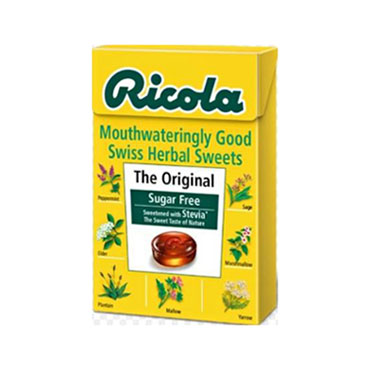 Ricola
Mouthwateringly Good
Swiss Herbal Sweets
The Original
Sugar Free
Sweetened with Stevia*
The Sweet Taste of Nature
Peppermint
Sage
Elder
Marshmallow
Plantain
Mallow
Yarrow